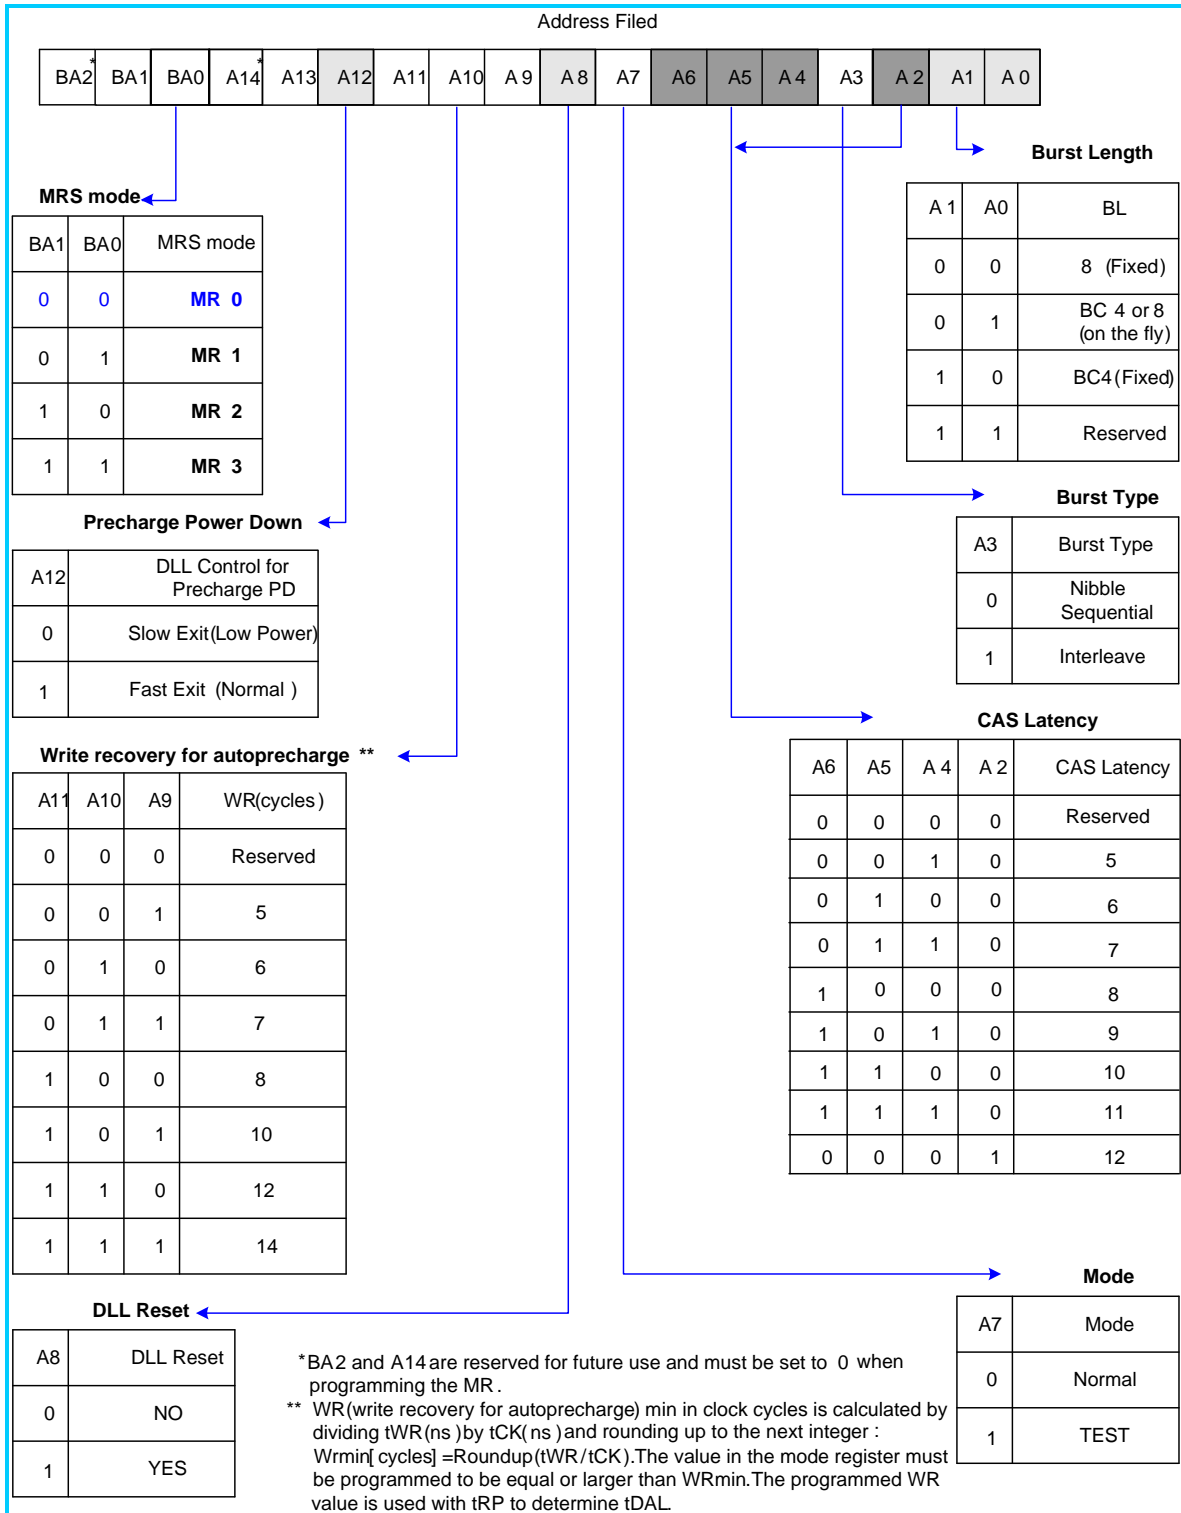 Address Filed
BA2* BA1 BA0 A14* A13 A12 A11 A10 A 9 A 8 A7 A6 A5 A 4 A3 A 2 A1 A 0
MRS mode
BA1 BA0 MRS mode
0 0 MR 0
0 1 MR 1
1 0 MR 2
1 1 MR 3
Precharge Power Down
A12 DLL Control for
Precharge PD
0 Slow Exit(Low Power)
1 Fast Exit (Normal )
Write recovery for autoprecharge **
A11 A10 A9 WR(cycles)
0 0 0 Reserved
0 0 1 5
0 1 0 6
0 1 1 7
1 0 0 8
1 0 1 10
1 1 0 12
1 1 1 14
DLL Reset
A8 DLL Reset
0 NO
1 YES
Burst Length
A 1 A0 BL
0 0 8 (Fixed)
0 1 BC 4 or 8
(on the fly)
1 0 BC4(Fixed)
1 1 Reserved
Burst Type
A3 Burst Type
0 Nibble
Sequential
1 Interleave
CAS Latency
A6 A5 A 4 A 2 CAS Latency
0 0 0 0 Reserved
0 0 1 0 5
0 1 0 0 6
0 1 1 0 7
1 0 0 0 8
1 0 1 0 9
1 1 0 0 10
1 1 1 0 11
0 0 0 1 12
Mode
A7 Mode
0 Normal
1 TEST
*BA2 and A14 are reserved for future use and must be set to 0 when
programming the MR.
** WR(write recovery for autoprecharge) min in clock cycles is calculated by
dividing tWR(ns) by tCK(ns) and rounding up to the next integer :
Wrmin[cycles] =Roundup(tWR/tCK).The value in the mode register must
be programmed to be equal or larger than WRmin.The programmed WR
value is used with tRP to determine tDAL.